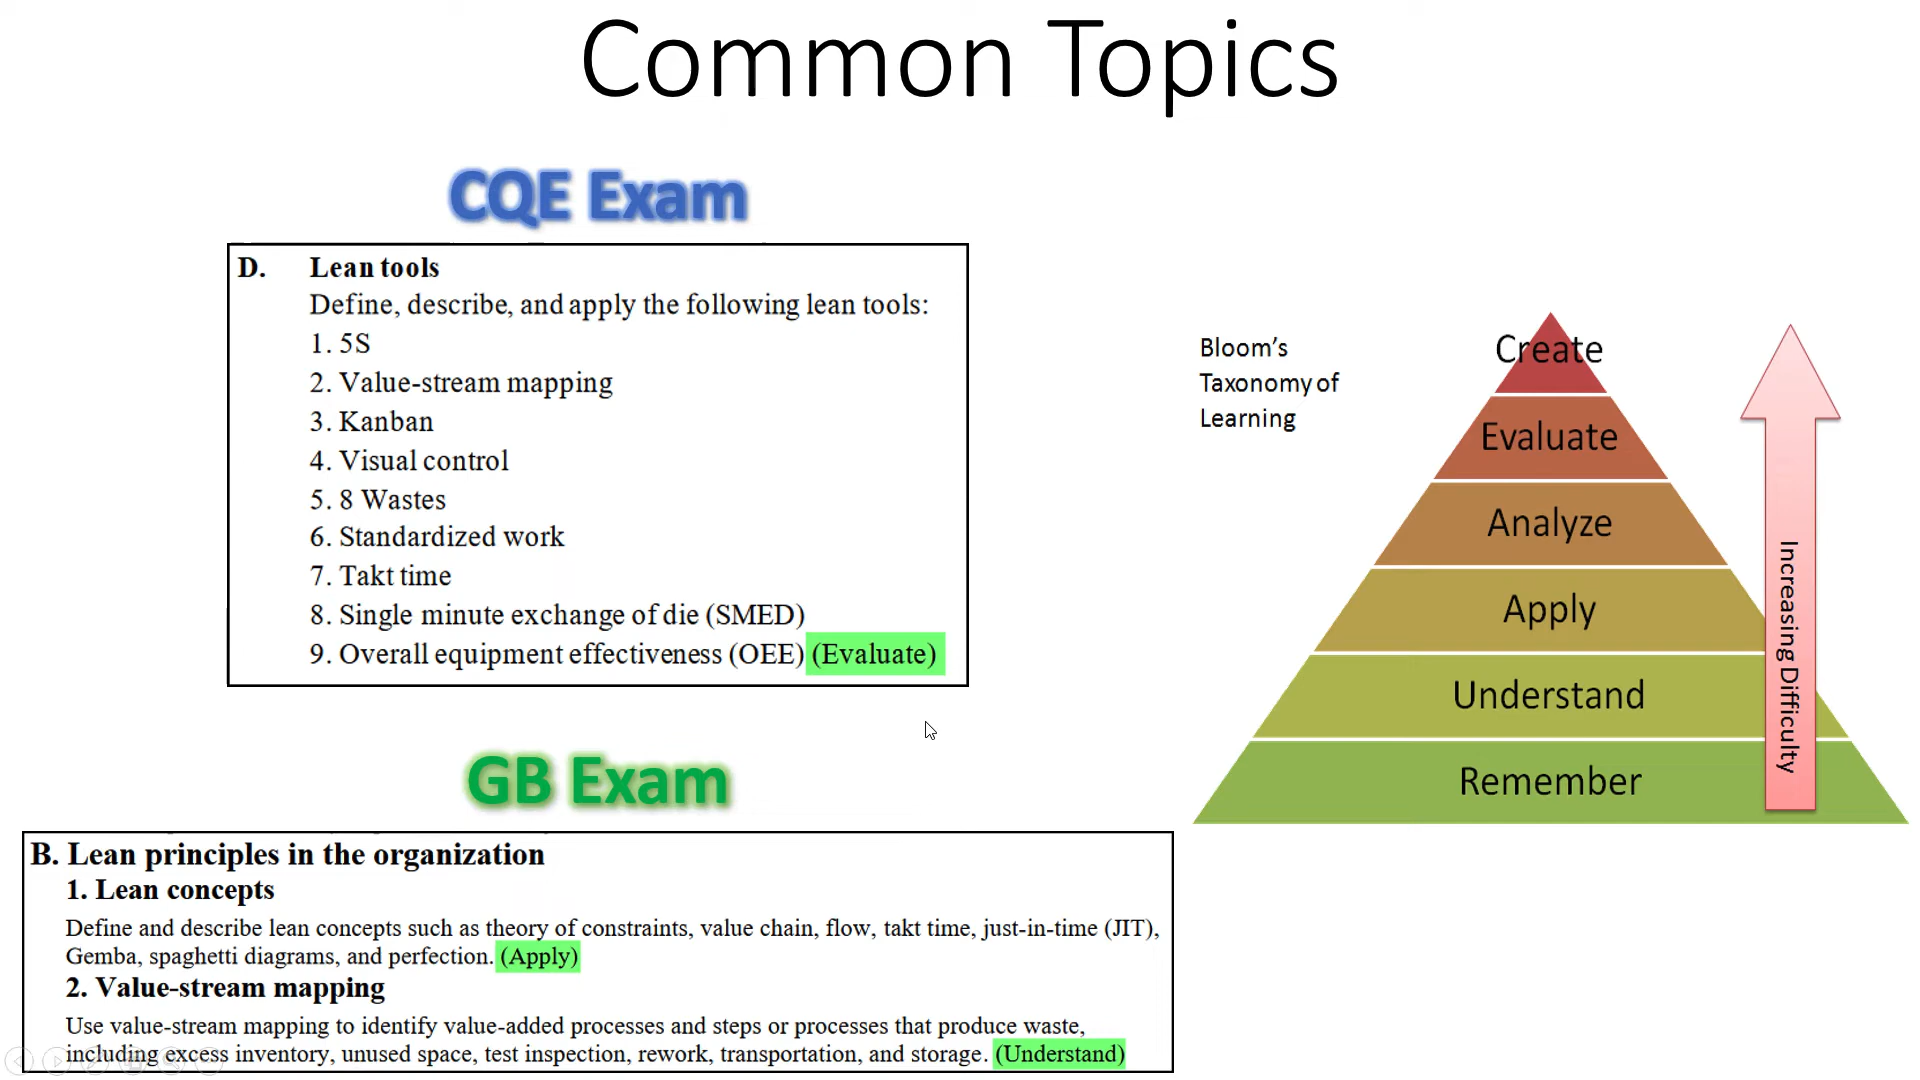 Common Topics
CQE Exam
D. Lean tools
Define, describe, and apply the following lean tools:
1. 5S
2. Value-stream mapping
3. Kanban
4. Visual control
5. 8 Wastes
6. Standardized work
7. Takt time
8. Single minute exchange of die (SMED)
9. Overall equipment effectiveness (OEE) (Evaluate)
GB Exam
B. Lean principles in the organization
1. Lean concepts
Define and describe lean concepts such as theory of constraints, value chain, flow, takt time, just-in-time (JIT),
Gemba, spaghetti diagrams, and perfection. (Apply)
2. Value-stream mapping
Use value-stream mapping to identify value-added processes and steps or processes that produce waste,
including excess inventory, unused space, test inspection, rework, transportation, and storage. (Understand)
Bloom's
Taxonomy of
Learning
Create
Evaluate
Analyze
Apply
Understand
Remember
Increasing Difficulty